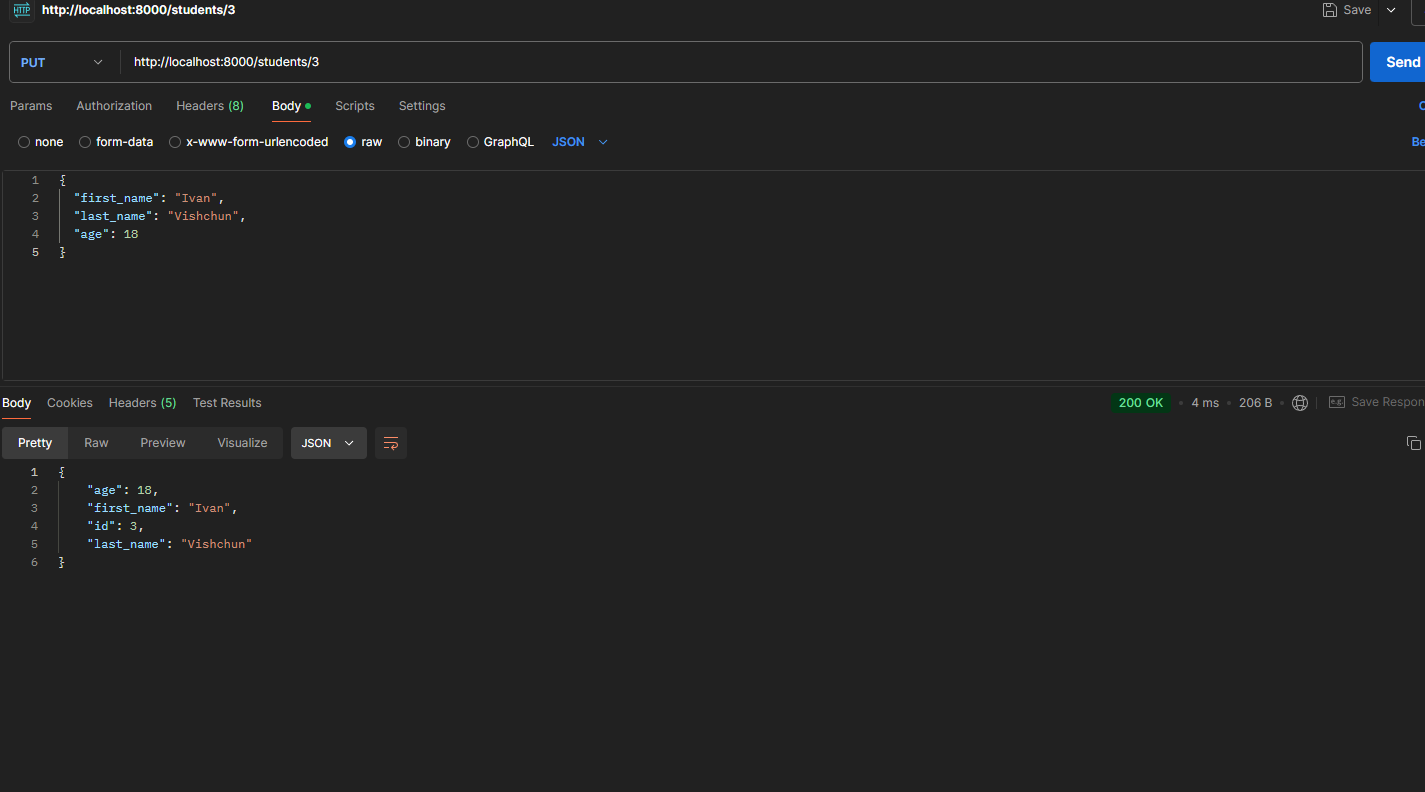 HTTP http://localhost:8000/students/3 Save
PUT http://localhost:8000/students/3 Send
Params Authorization Headers (8) Body Scripts Settings
none form-data x-www-form-urlencoded raw binary GraphQL JSON Be
1 {
2 "first_name": "Ivan",
3 "last_name": "Vishchun",
4 "age": 18
5 }
Body Cookies Headers (5) Test Results 200 OK • 4 ms • 206 B • e.g. Save Respon
Pretty Raw Preview Visualize JSON
1 {
2 "age": 18,
3 "first_name": "Ivan",
4 "id": 3,
5 "last_name": "Vishchun"
6 }